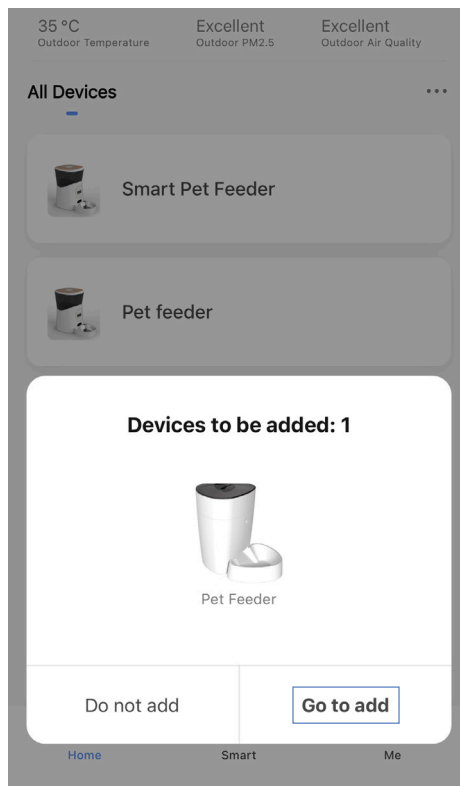 35 °C Excellent Excellent
Outdoor Temperature Outdoor PM2.5 Outdoor Air Quality
All Devices
Smart Pet Feeder
Pet feeder
Devices to be added: 1
Pet Feeder
Do not add Go to add
Home Smart Me